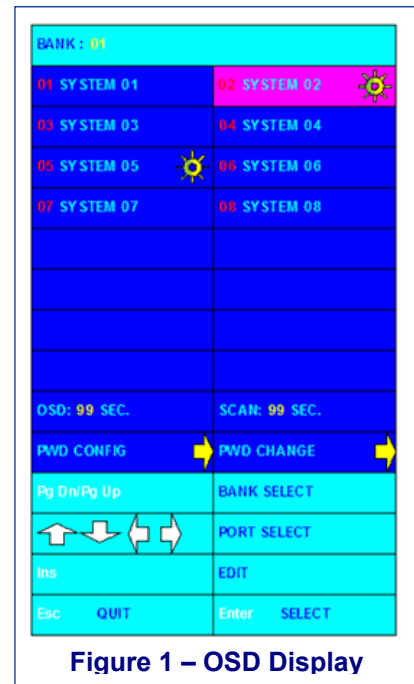 BANK : 01
01 SYSTEM 01 02 SYSTEM 02
03 SYSTEM 03 04 SYSTEM 04
05 SYSTEM 05 06 SYSTEM 06
07 SYSTEM 07 08 SYSTEM 08
OSD: 99 SEC. SCAN: 99 SEC.
PWD CONFIG PWD CHANGE
Pg Dn/Pg Up BANK SELECT
PORT SELECT
Ins EDIT
Esc QUIT Enter SELECT
Figure 1 – OSD Display